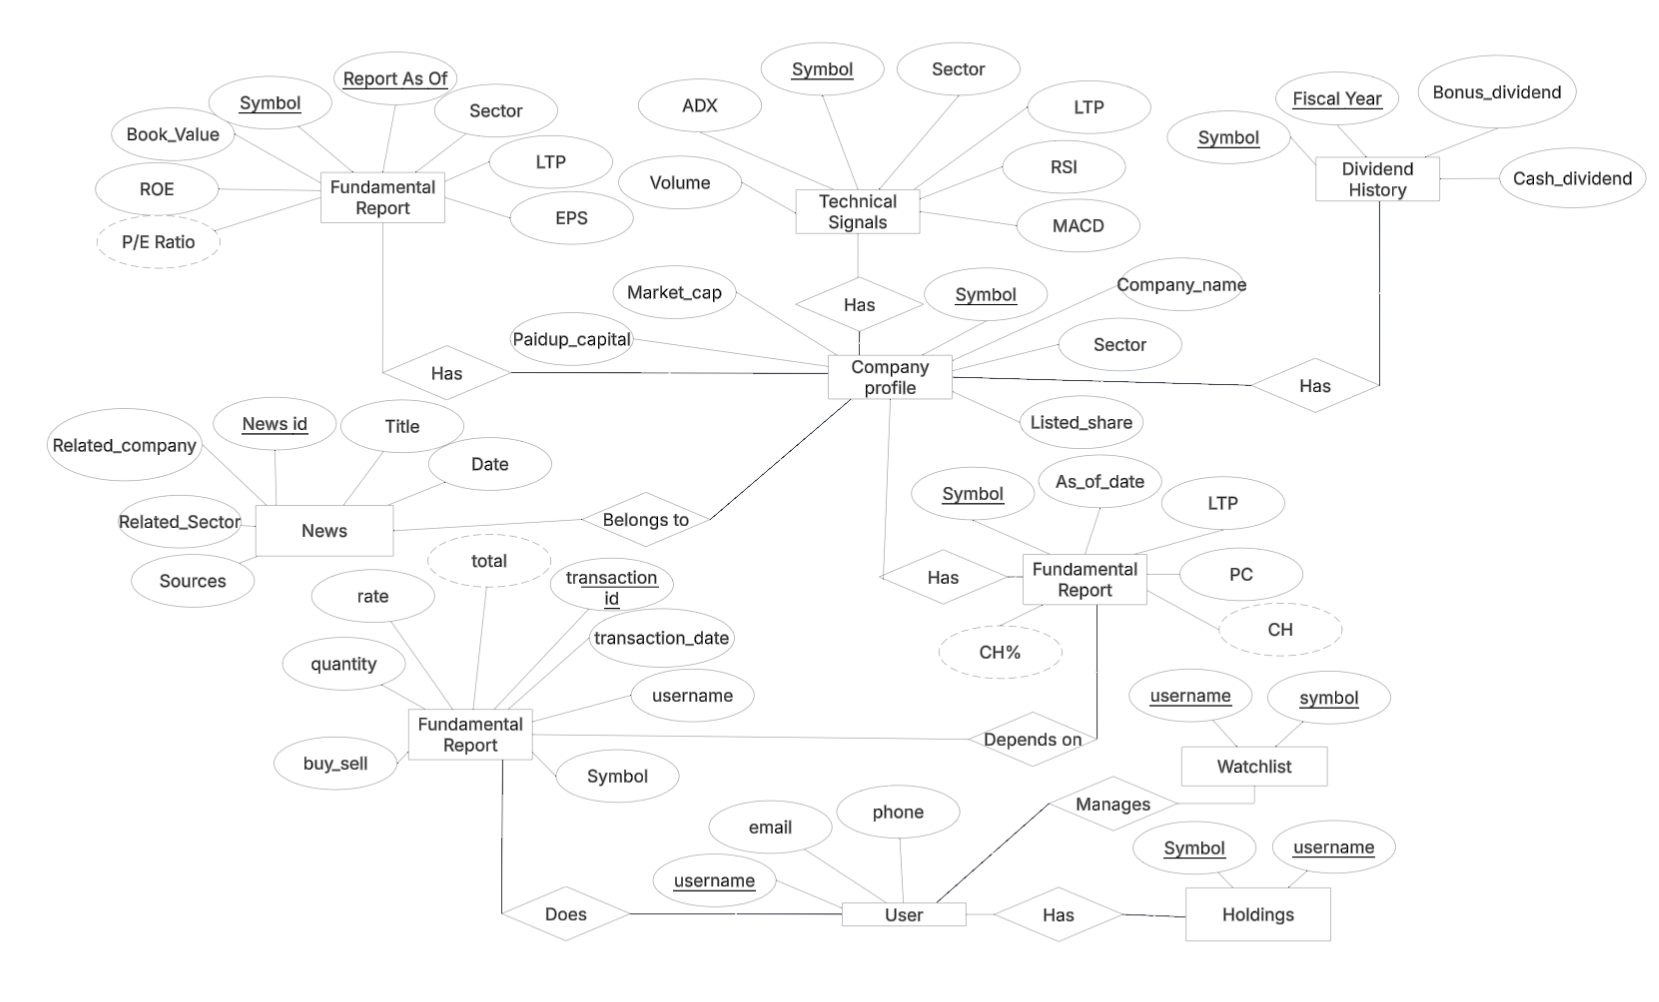 Report As Of
Symbol
Sector
Book_Value
LTP
ROE
Fundamental
Report
EPS
P/E Ratio
Symbol
Sector
ADX
LTP
RSI
Volume
Technical
Signals
MACD
Bonus_dividend
Fiscal Year
Symbol
Dividend
History
Cash_dividend
Market_cap
Has
Symbol
Company_name
Paidup_capital
Sector
Company
profile
Has
Has
Listed_share
News id
Title
Related_company
Date
Related_Sector
News
Belongs to
Sources
Symbol
As_of_date
LTP
Has
Fundamental
Report
PC
CH
CH%
total
transaction
id
rate
transaction_date
quantity
username
Fundamental
Report
Depends on
buy_sell
Symbol
username
symbol
Watchlist
Manages
phone
email
Symbol
username
username
Does
User
Has
Holdings